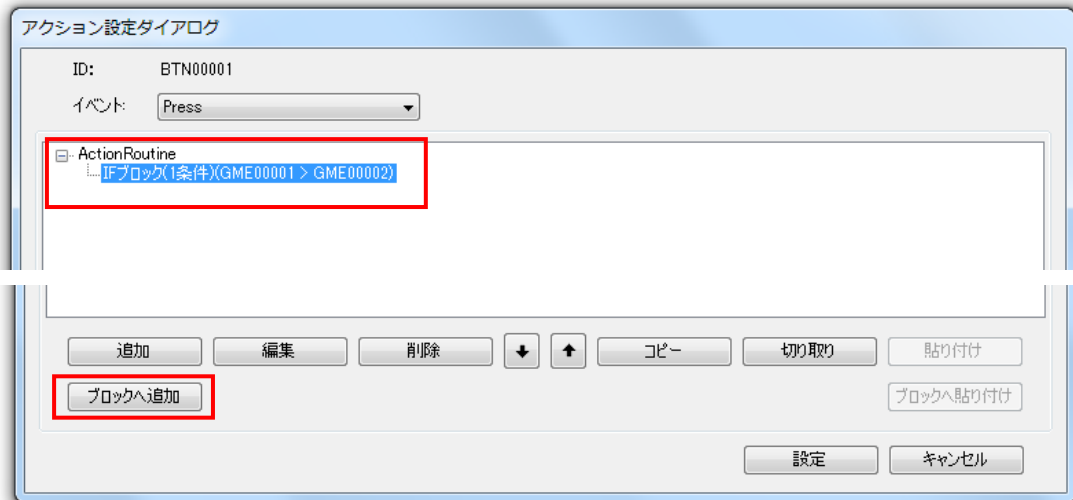 アクション設定ダイアログ
ID: BTN00001
イベント: Press
ActionRoutine
IFブロック(1条件)(GME00001 > GME00002)
追加 編集 削除 コピー 切り取り 貼り付け
ブロックへ追加 ブロックへ貼り付け
設定 キャンセル